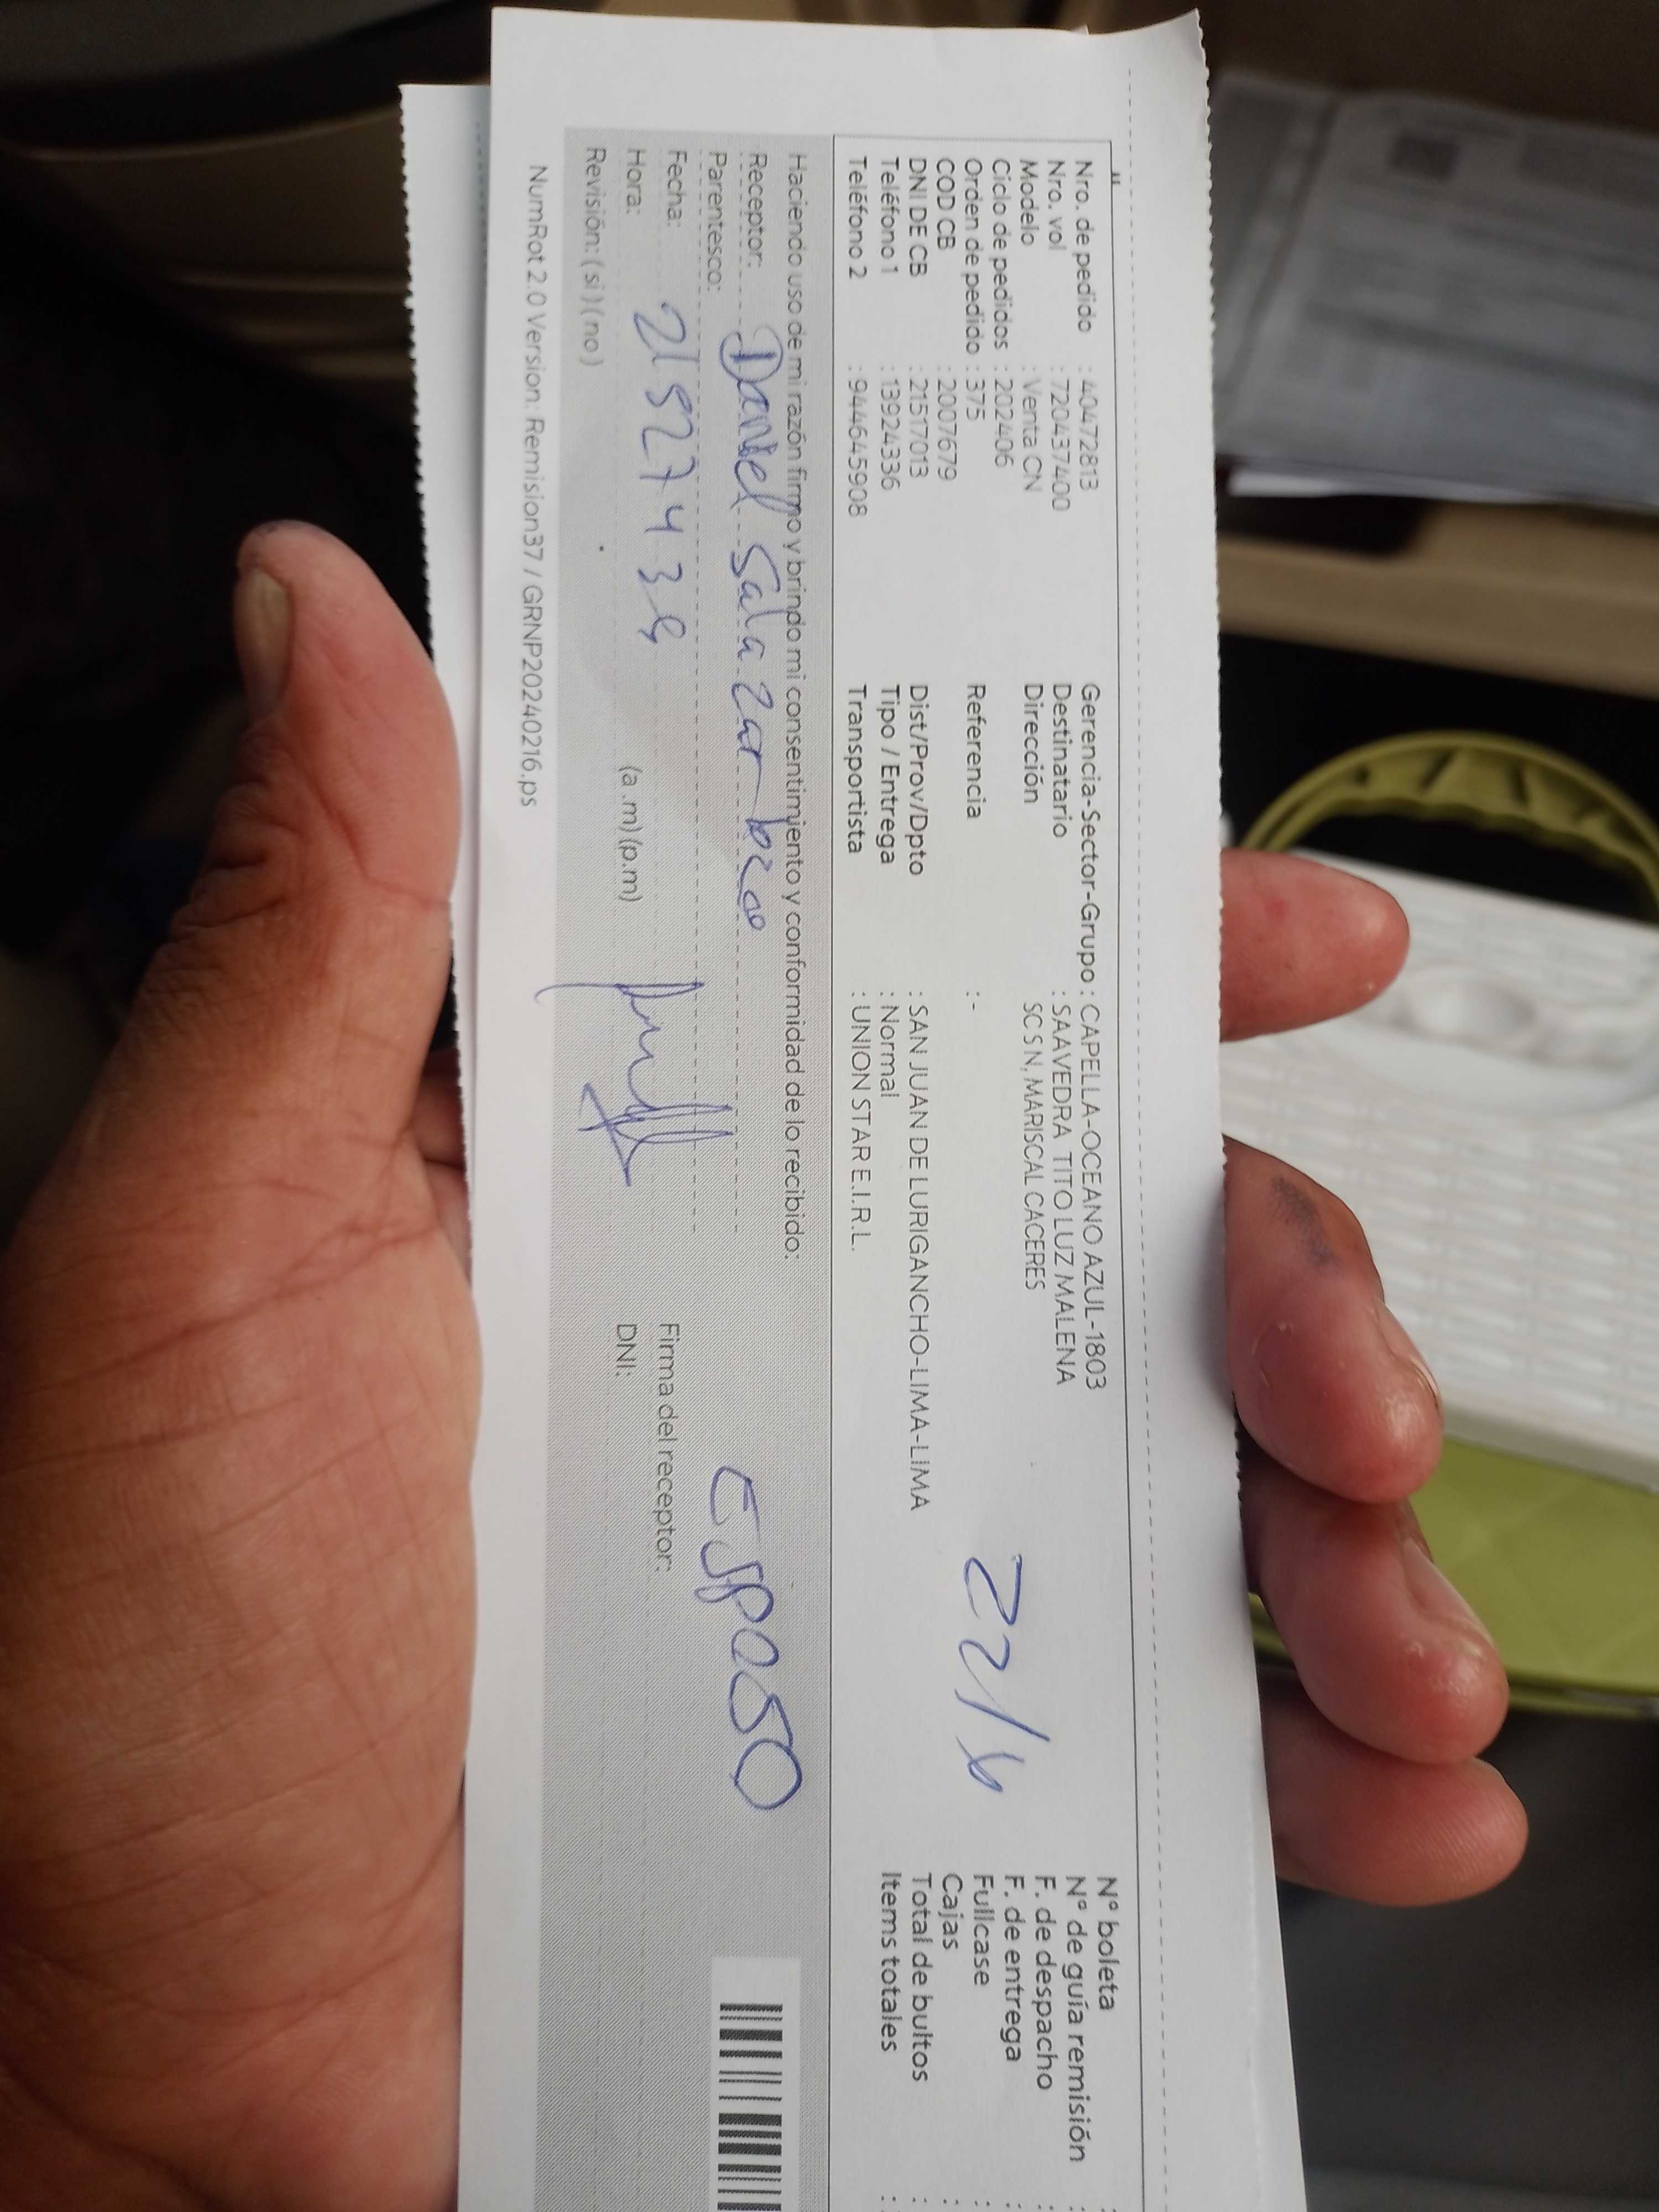 Nro. de pedido : 40472813
Nro. vol : 720437400
Modelo : Venta CN
Ciclo de pedidos : 202406
Orden de pedido : 375
COD CB : 2007679
DNI DE CB : 21517013
Teléfono 1 : 13924336
Teléfono 2 : 944645908
Gerencia-Sector-Grupo : CAPELLA-OCEANO AZUL-1803
Destinatario : SAAVEDRA TITO LUZ MALENA
Dirección SC S N, MARISCAL CACERES
Referencia : -
Dist/Prov/Dpto : SAN JUAN DE LURIGANCHO-LIMA-LIMA
Tipo / Entrega : Normal
Transportista : UNION STAR E.I.R.L.
22/6
N° boleta :
N° de guía remisión :
F. de despacho :
F. de entrega :
Fullcase :
Cajas :
Total de bultos :
Items totales :
Haciendo uso de mi razón firmo y brindo mi consentimiento y conformidad de lo recibido:
Receptor: Daniel Salazar
Parentesco: Esposo
Fecha:
Firma del receptor:
Hora: (a .m) (p.m)
DNI:
Revisión: ( si ) ( no )
NumRot 2.0 Version: Remision37 / GRNP20240216.ps